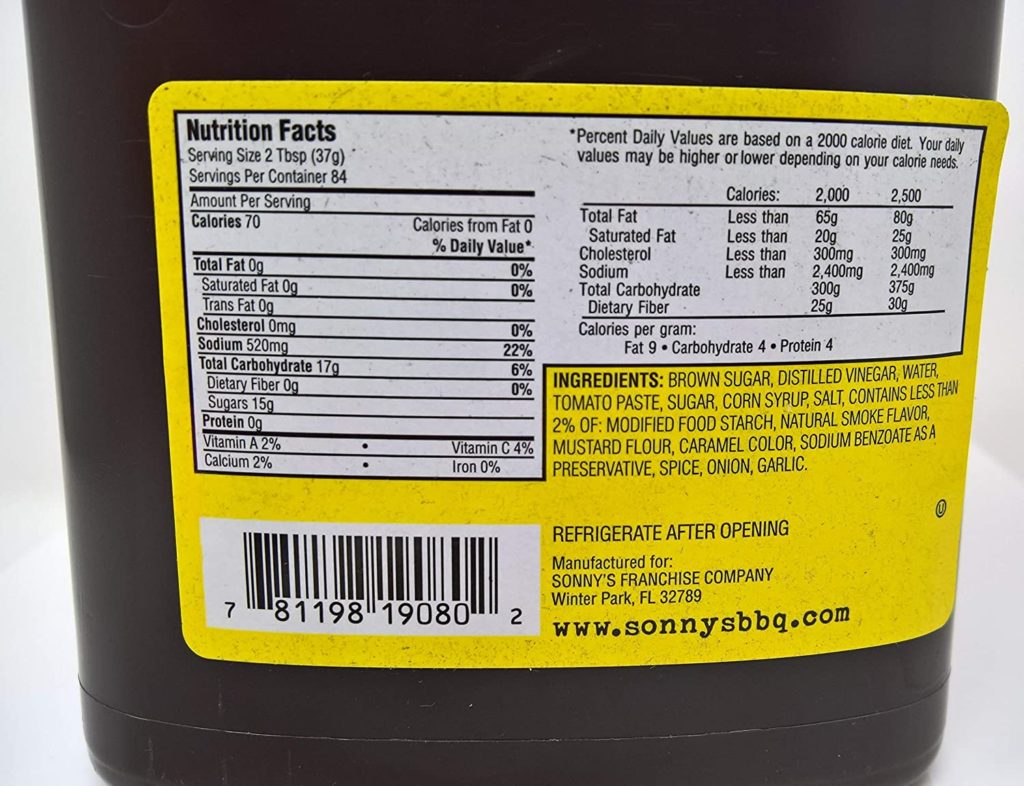 Nutrition Facts
Serving Size 2 Tbsp (37g)
Servings Per Container 84
Amount Per Serving
Calories 70 Calories from Fat 0
% Daily Value*
Total Fat 0g 0%
Saturated Fat 0g 0%
Trans Fat 0g
Cholesterol 0mg 0%
Sodium 520mg 22%
Total Carbohydrate 17g 6%
Dietary Fiber 0g 0%
Sugars 15g
Protein 0g
Vitamin A 2% • Vitamin C 4%
Calcium 2% • Iron 0%
*Percent Daily Values are based on a 2000 calorie diet. Your daily
values may be higher or lower depending on your calorie needs.
Calories: 2,000 2,500
Total Fat Less than 65g 80g
Saturated Fat Less than 20g 25g
Cholesterol Less than 300mg 300mg
Sodium Less than 2,400mg 2,400mg
Total Carbohydrate 300g 375g
Dietary Fiber 25g 30g
Calories per gram:
Fat 9 • Carbohydrate 4 • Protein 4
INGREDIENTS: BROWN SUGAR, DISTILLED VINEGAR, WATER,
TOMATO PASTE, SUGAR, CORN SYRUP, SALT, CONTAINS LESS THAN
2% OF: MODIFIED FOOD STARCH, NATURAL SMOKE FLAVOR,
MUSTARD FLOUR, CARAMEL COLOR, SODIUM BENZOATE AS A
PRESERVATIVE, SPICE, ONION, GARLIC.
U
REFRIGERATE AFTER OPENING
Manufactured for:
SONNY'S FRANCHISE COMPANY
Winter Park, FL 32789
www.sonnysbbq.com
7 81198 19080 2